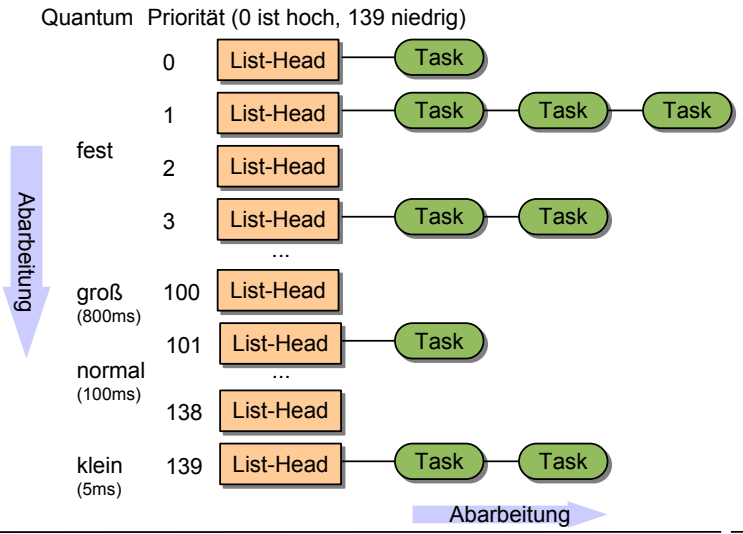 Quantum Priorität (0 ist hoch, 139 niedrig)
0 List-Head Task
1 List-Head Task Task Task
fest
2 List-Head
3 List-Head Task Task
...
Abarbeitung
groß 100 List-Head
(800ms)
101 List-Head Task
normal ...
(100ms)
138 List-Head
klein 139 List-Head Task Task
(5ms)
Abarbeitung